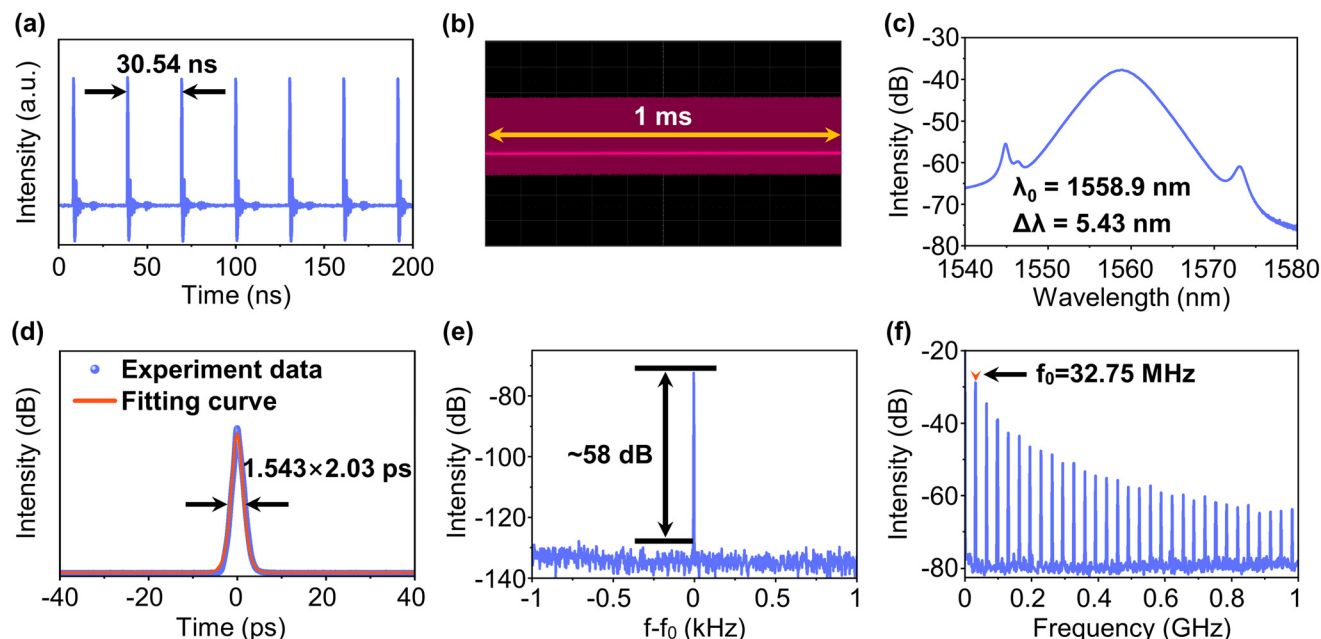 (a)
30.54 ns
Intensity (a.u.)
0 50 100 150 200
Time (ns)
(b)
1 ms
(c)
-30
-40
-50
-60
-70
-80
Intensity (dB)
λ0 = 1558.9 nm
Δλ = 5.43 nm
1540 1550 1560 1570 1580
Wavelength (nm)
(d)
Experiment data
Fitting curve
1.543×2.03 ps
Intensity (dB)
-40 -20 0 20 40
Time (ps)
(e)
-80
-100
-120
-140
Intensity (dB)
~58 dB
-1 -0.5 0 0.5 1
f-f0 (kHz)
(f)
-20
-40
-60
-80
Intensity (dB)
f0=32.75 MHz
0 0.2 0.4 0.6 0.8 1
Frequency (GHz)